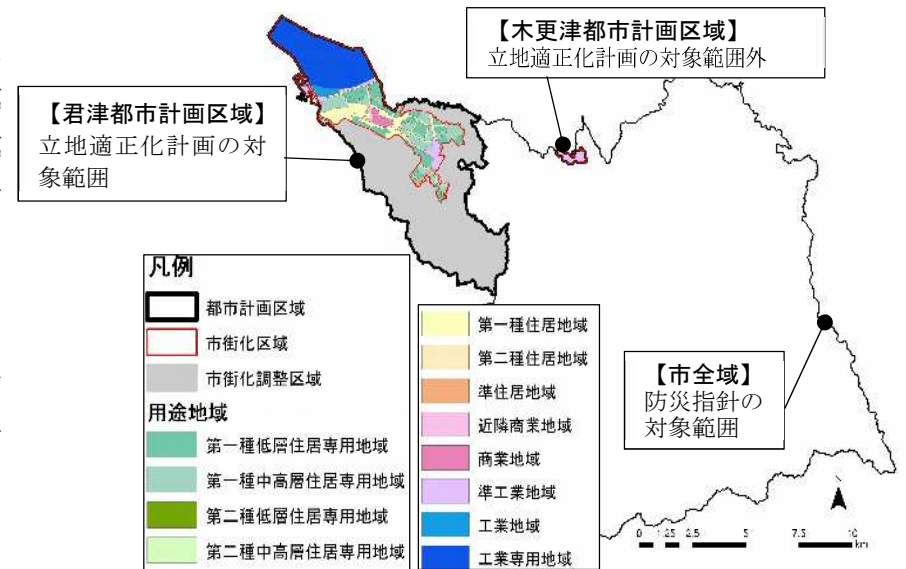 【木更津都市計画区域】
立地適正化計画の対象範囲外
【君津都市計画区域】
立地適正化計画の対
象範囲
【市全域】
防災指針の
対象範囲
凡例
都市計画区域
市街化区域
市街化調整区域
用途地域
第一種低層住居専用地域
第一種中高層住居専用地域
第二種低層住居専用地域
第二種中高層住居専用地域
第一種住居地域
第二種住居地域
準住居地域
近隣商業地域
商業地域
準工業地域
工業地域
工業専用地域
0 1.25 2.5 5 7.5 10
km